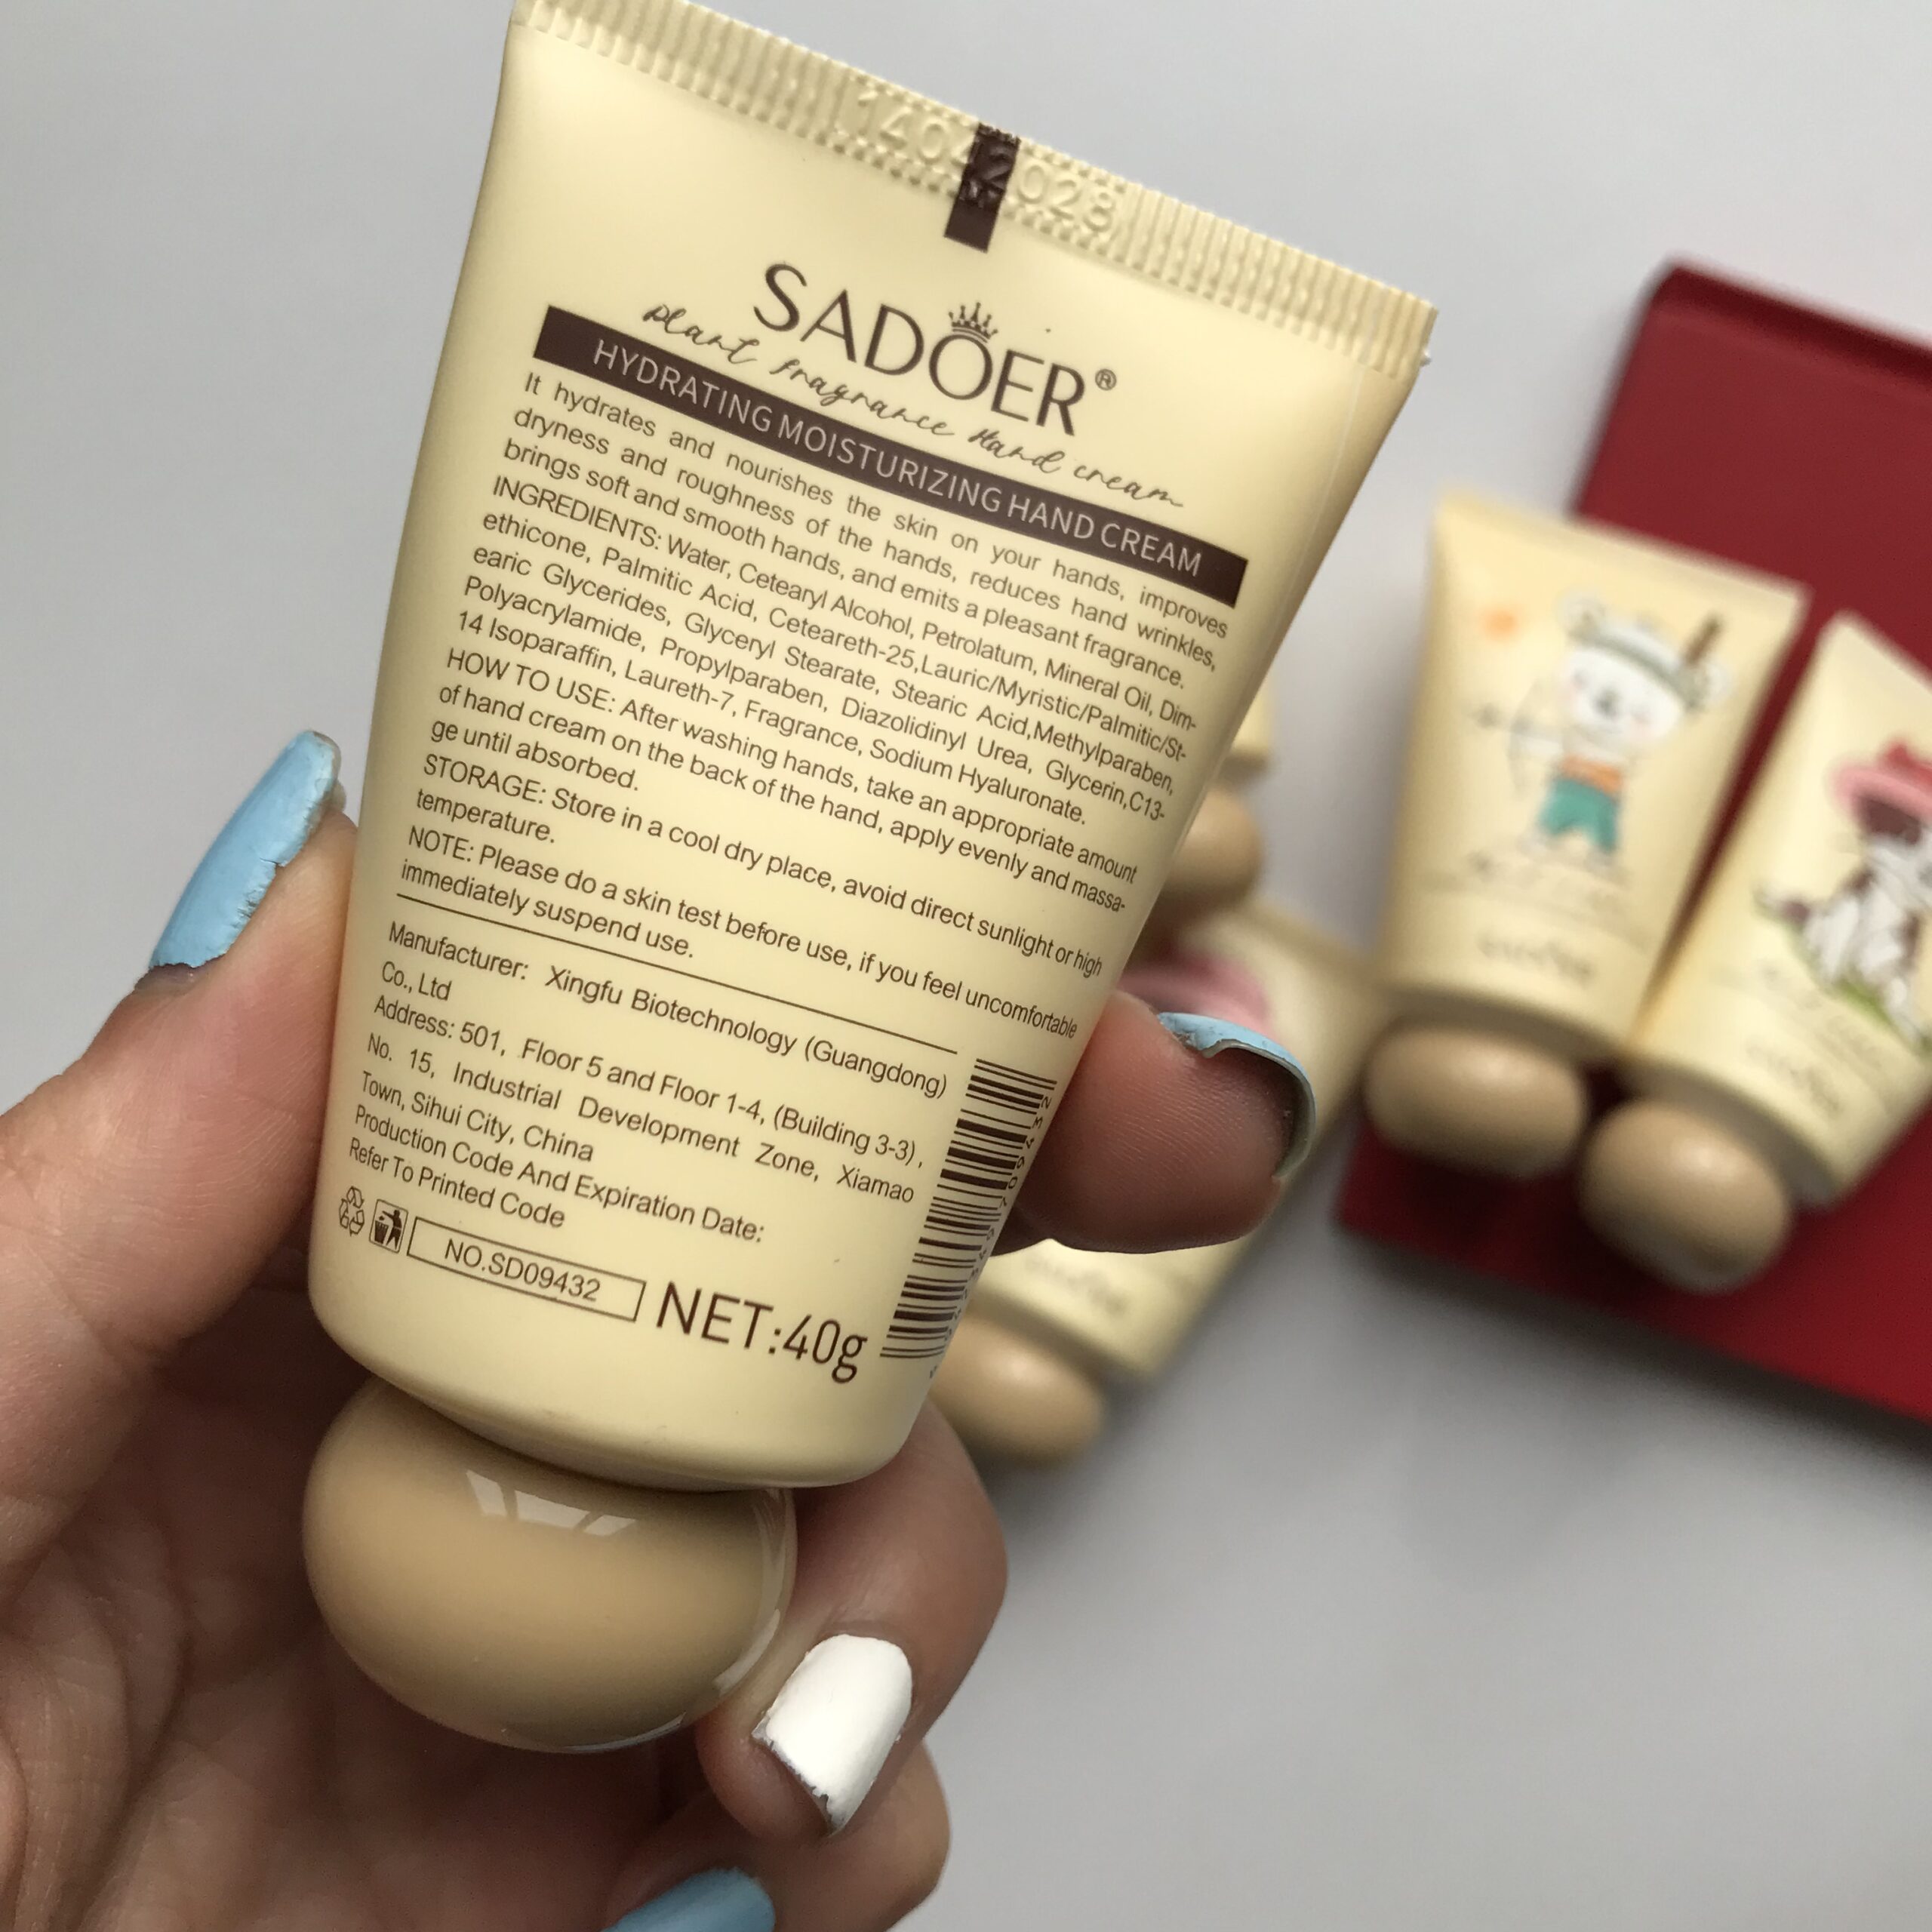 14042028
SADOER®
plant fragrance Hand cream
HYDRATING MOISTURIZING HAND CREAM
It hydrates and nourishes the skin on your hands, improves
dryness and roughness of the hands, reduces hand wrinkles,
brings soft and smooth hands, and emits a pleasant fragrance.
INGREDIENTS: Water, Cetearyl Alcohol, Petrolatum, Mineral Oil, Dim-
ethicone, Palmitic Acid, Ceteareth-25,Lauric/Myristic/Palmitic/St-
earic Glycerides, Glyceryl Stearate, Stearic Acid,Methylparaben,
Polyacrylamide, Propylparaben, Diazolidinyl Urea, Glycerin,C13-
14 Isoparaffin, Laureth-7, Fragrance, Sodium Hyaluronate.
HOW TO USE: After washing hands, take an appropriate amount
of hand cream on the back of the hand, apply evenly and massa-
ge until absorbed.
STORAGE: Store in a cool dry place, avoid direct sunlight or high
temperature.
NOTE: Please do a skin test before use, if you feel uncomfortable
immediately suspend use.
Manufacturer: Xingfu Biotechnology (Guangdong)
Co., Ltd
Address: 501, Floor 5 and Floor 1-4, (Building 3-3) ,
No. 15, Industrial Development Zone, Xiamao
Town, Sihui City, China
Production Code And Expiration Date:
Refer To Printed Code
NO.SD09432
NET:40g